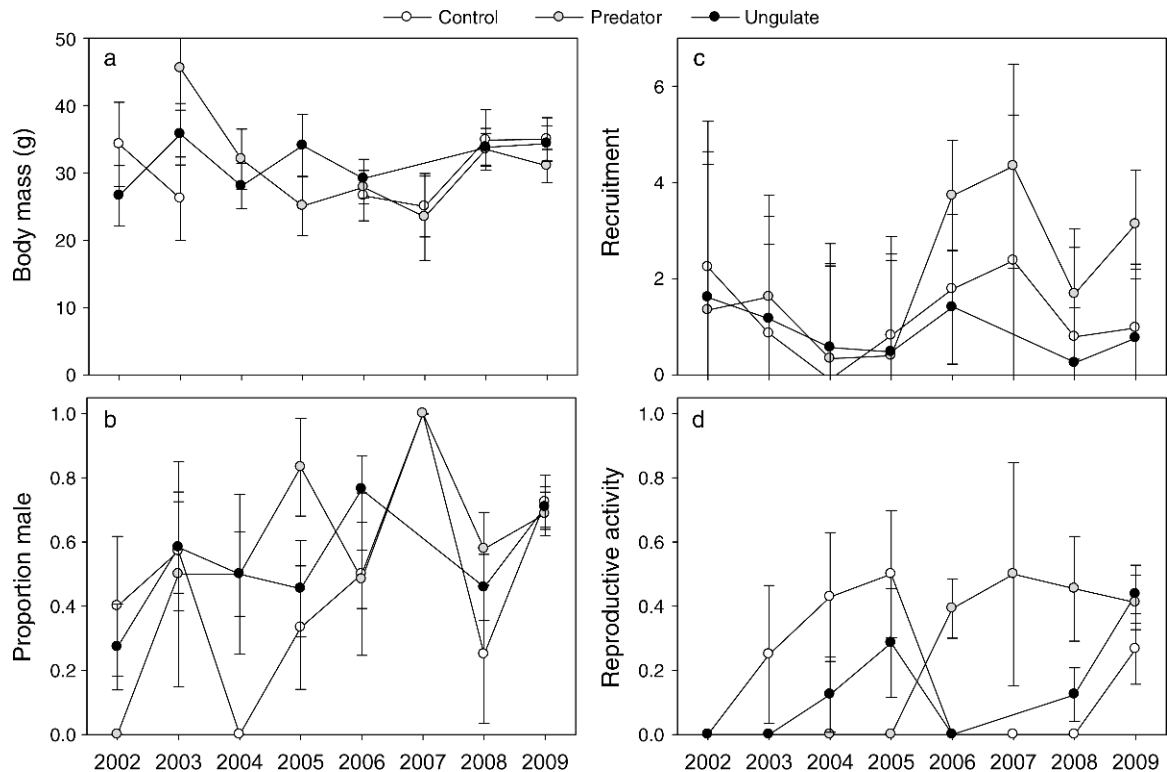 Control Predator Ungulate
a
50
40
30
20
10
0
Body mass (g)
c
6
4
2
0
Recruitment
b
1.0
0.8
0.6
0.4
0.2
0.0
Proportion male
2002 2003 2004 2005 2006 2007 2008 2009
d
1.0
0.8
0.6
0.4
0.2
0.0
Reproductive activity
2002 2003 2004 2005 2006 2007 2008 2009